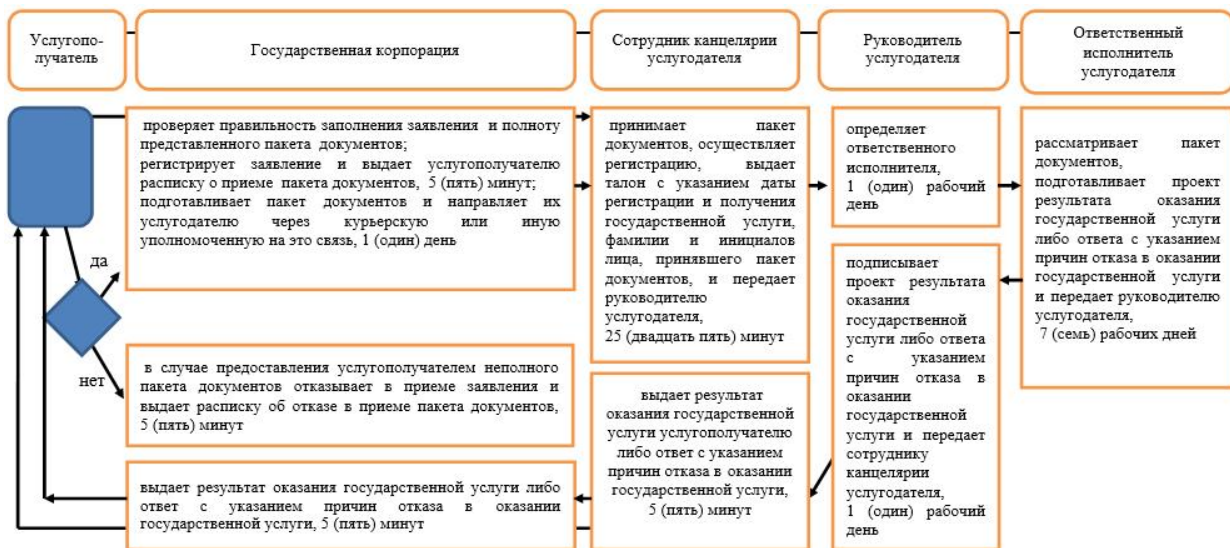 Услугопо-
лучатель
Государственная корпорация
Сотрудник канцелярии
услугодателя
Руководитель
услугодателя
Ответственный
исполнитель
услугодателя
проверяет правильность заполнения заявления и полноту
представленного пакета документов;
регистрирует заявление и выдает услугополучателю
расписку о приеме пакета документов, 5 (пять) минут;
подготавливает пакет документов и направляет их
услугодателю через курьерскую или иную
уполномоченную на это связь, 1 (один) день
принимает пакет
документов, осуществляет
регистрацию, выдает
талон с указанием даты
регистрации и получения
государственной услуги,
фамилии и инициалов
лица, принявшего пакет
документов, и передает
руководителю
услугодателя,
25 (двадцать пять) минут
определяет
ответственного
исполнителя,
1 (один) рабочий
день
рассматривает пакет
документов,
подготавливает проект
результата оказания
государственной услуги
либо ответа с указанием
причин отказа в оказании
государственной услуги
и передает руководителю
услугодателя,
7 (семь) рабочих дней
да
нет
подписывает
проект результата
оказания
государственной
услуги либо ответа
с указанием
причин отказа в
оказании
государственной
услуги и передает
сотруднику
канцелярии
услугодателя,
1 (один) рабочий
день
в случае предоставления услугополучателем неполного
пакета документов отказывает в приеме заявления и
выдает расписку об отказе в приеме пакета документов,
5 (пять) минут
выдает результат
оказания государственной
услуги услугополучателю
либо ответ с указанием
причин отказа в оказании
государственной услуги,
5 (пять) минут
выдает результат оказания государственной услуги либо
ответ с указанием причин отказа в оказании
государственной услуги, 5 (пять) минут